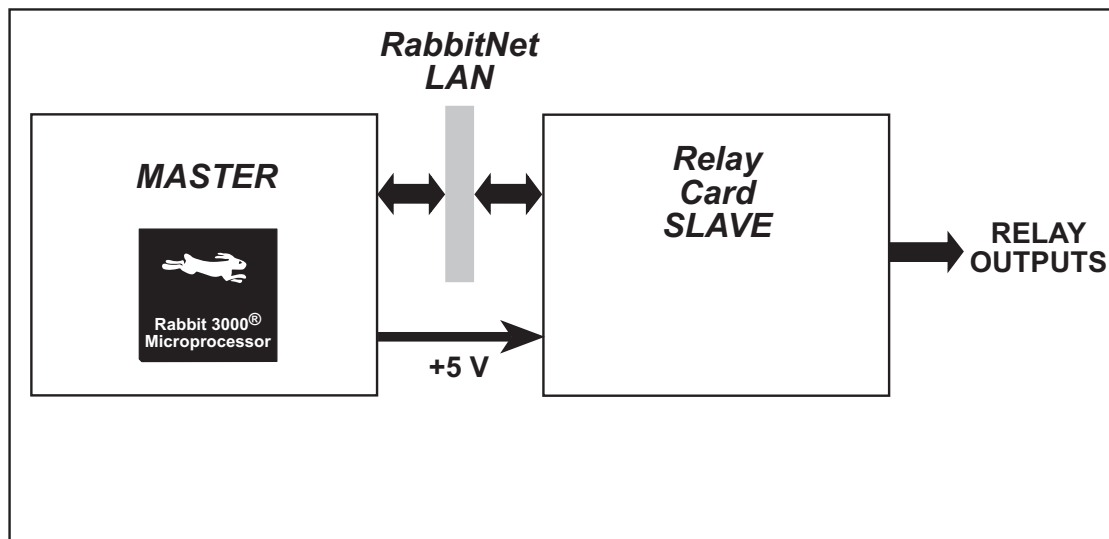 RabbitNet
LAN
MASTER
Rabbit 3000®
Microprocessor
+5 V
Relay
Card
SLAVE
RELAY
OUTPUTS